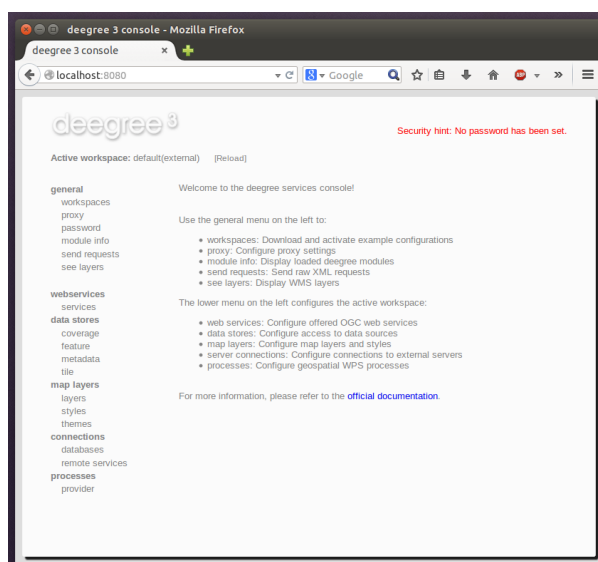 deegree 3 console - Mozilla Firefox
deegree 3 console
localhost:8080
Google
ABP
deegree 3
Security hint: No password has been set.
Active workspace: default(external) [Reload]
general
workspaces
proxy
password
module info
send requests
see layers
webservices
services
data stores
coverage
feature
metadata
tile
map layers
layers
styles
themes
connections
databases
remote services
processes
provider
Welcome to the deegree services console!
Use the general menu on the left to:
workspaces: Download and activate example configurations
proxy: Configure proxy settings
module info: Display loaded deegree modules
send requests: Send raw XML requests
see layers: Display WMS layers
The lower menu on the left configures the active workspace:
web services: Configure offered OGC web services
data stores: Configure access to data sources
map layers: Configure map layers and styles
server connections: Configure connections to external servers
processes: Configure geospatial WPS processes
For more information, please refer to the official documentation.